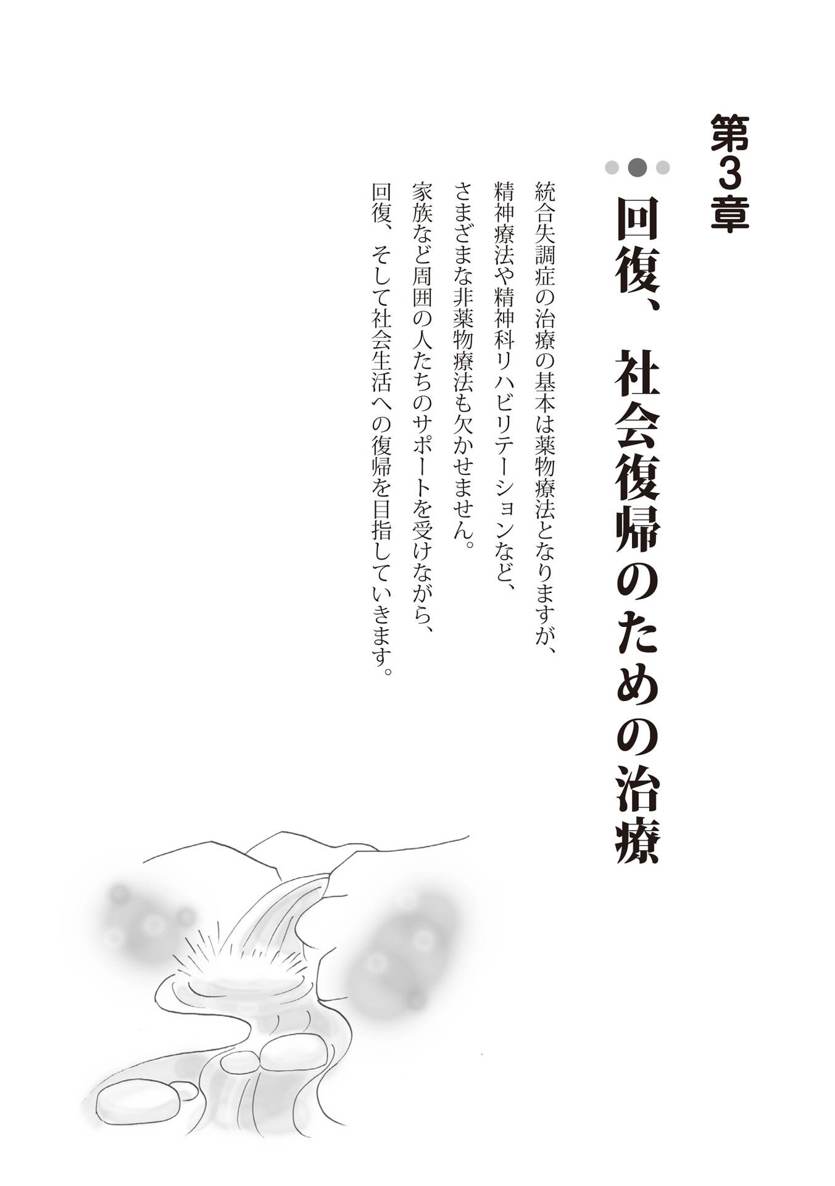 第3章
回復、社会復帰のための治療
統合失調症の治療の基本は薬物療法となりますが、
精神療法や精神科リハビリテーションなど、
さまざまな非薬物療法も欠かせません。
家族など周囲の人たちのサポートを受けながら、
回復、そして社会生活への復帰を目指していきます。